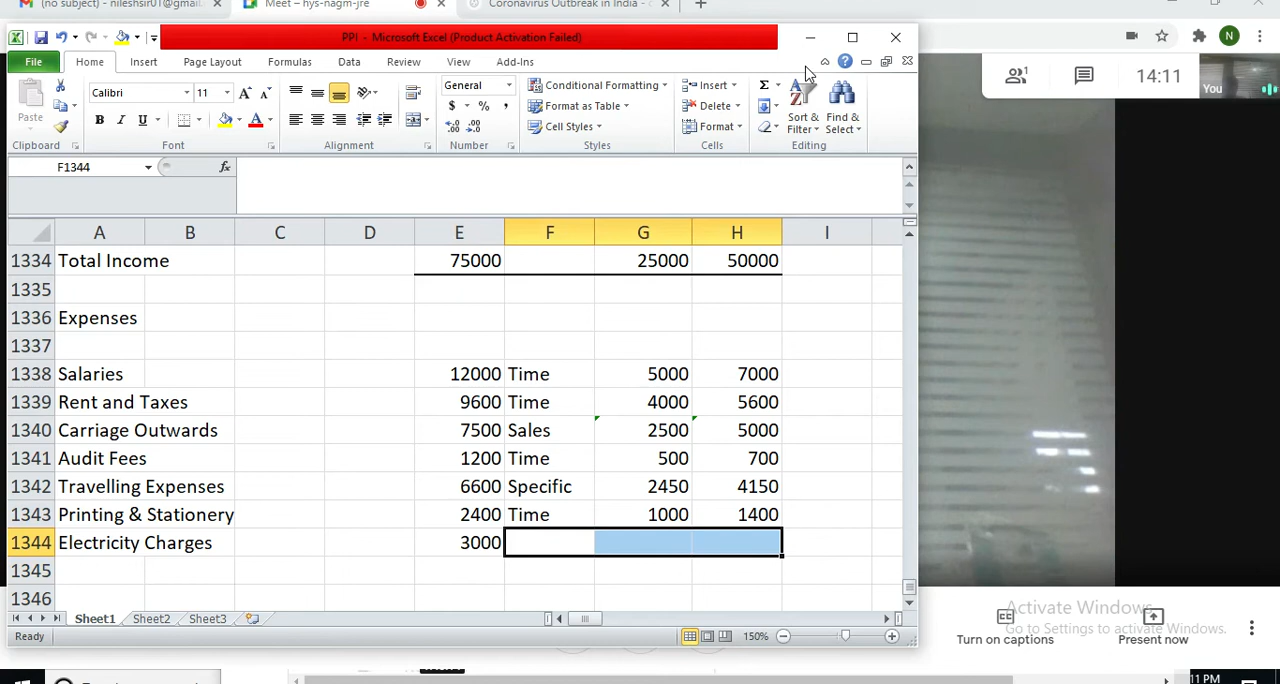 (no subject) - nileshsir01@gmail.
Meet – hys-nagm-jre
Coronavirus Outbreak in India - c
PPI - Microsoft Excel (Product Activation Failed)
File Home Insert Page Layout Formulas Data Review View Add-Ins
Paste
Calibri 11
B I U
General
$ % ,
Conditional Formatting
Format as Table
Cell Styles
Insert
Delete
Format
Sort & Filter
Find & Select
Clipboard Font Alignment Number Styles Cells Editing
F1344 fx
A B C D E F G H I
1334 Total Income 75000 25000 50000
1335
1336 Expenses
1337
1338 Salaries 12000 Time 5000 7000
1339 Rent and Taxes 9600 Time 4000 5600
1340 Carriage Outwards 7500 Sales 2500 5000
1341 Audit Fees 1200 Time 500 700
1342 Travelling Expenses 6600 Specific 2450 4150
1343 Printing & Stationery 2400 Time 1000 1400
1344 Electricity Charges 3000
1345
1346
Sheet1 Sheet2 Sheet3
Ready 150%
N
1
14:11
You
Activate Windows
Go to Settings to activate Windows.
Turn on captions
Present now
11 PM